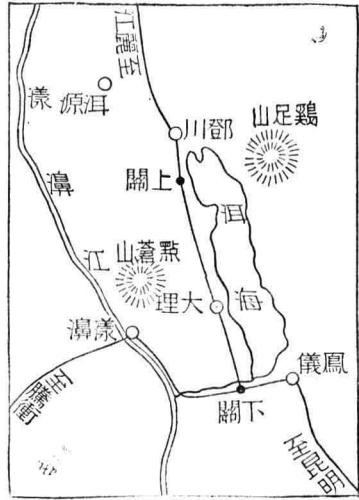 至麗江
洱源
漾
濞
江
鄧川
雞足山
上關
洱
海
點蒼山
大理
漾濞
鳳儀
下關
至騰衝
至昆明